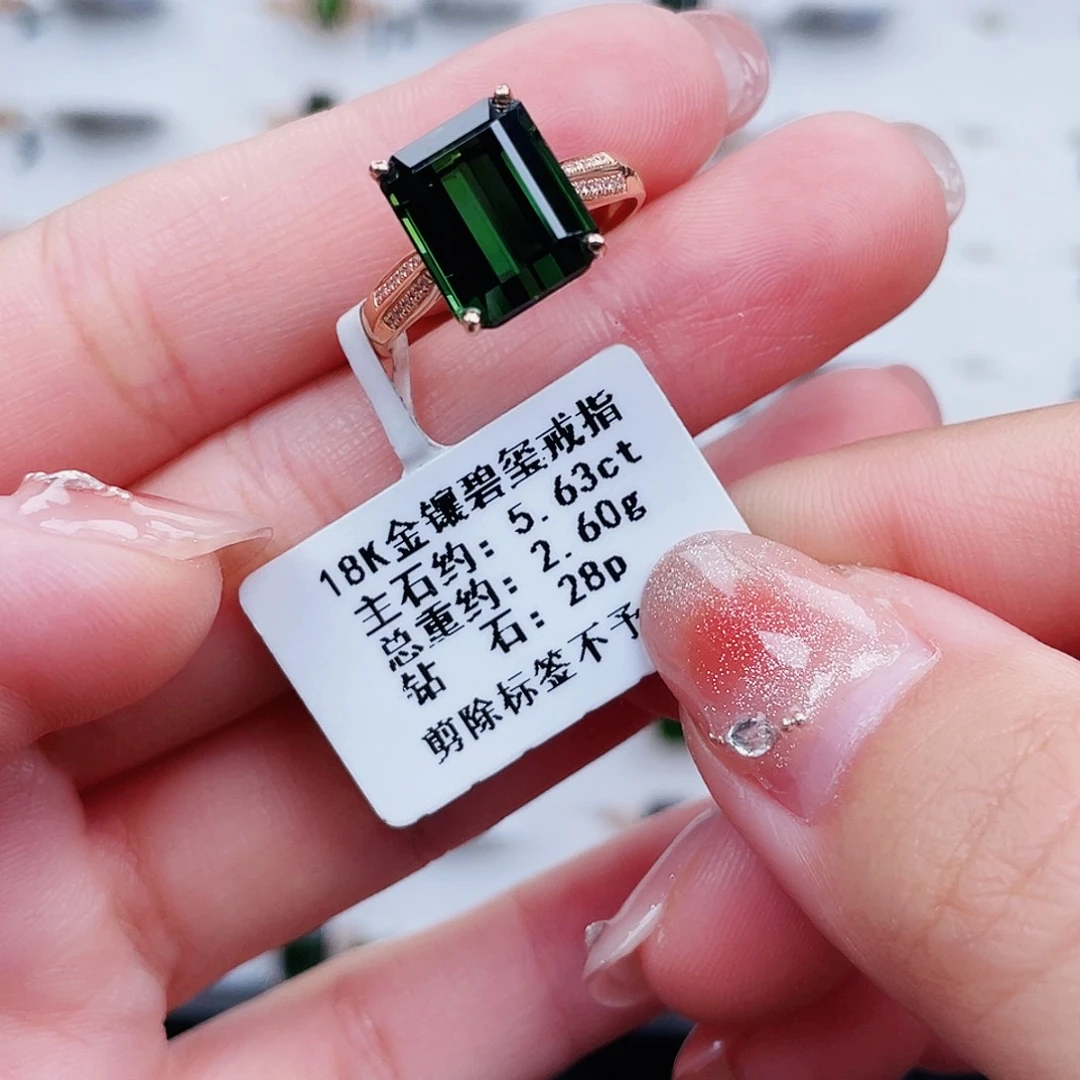 18K金镶碧玺戒指
主石约: 5.63ct
总重约: 2.60g
钻 石: 28p
剪除标签不予